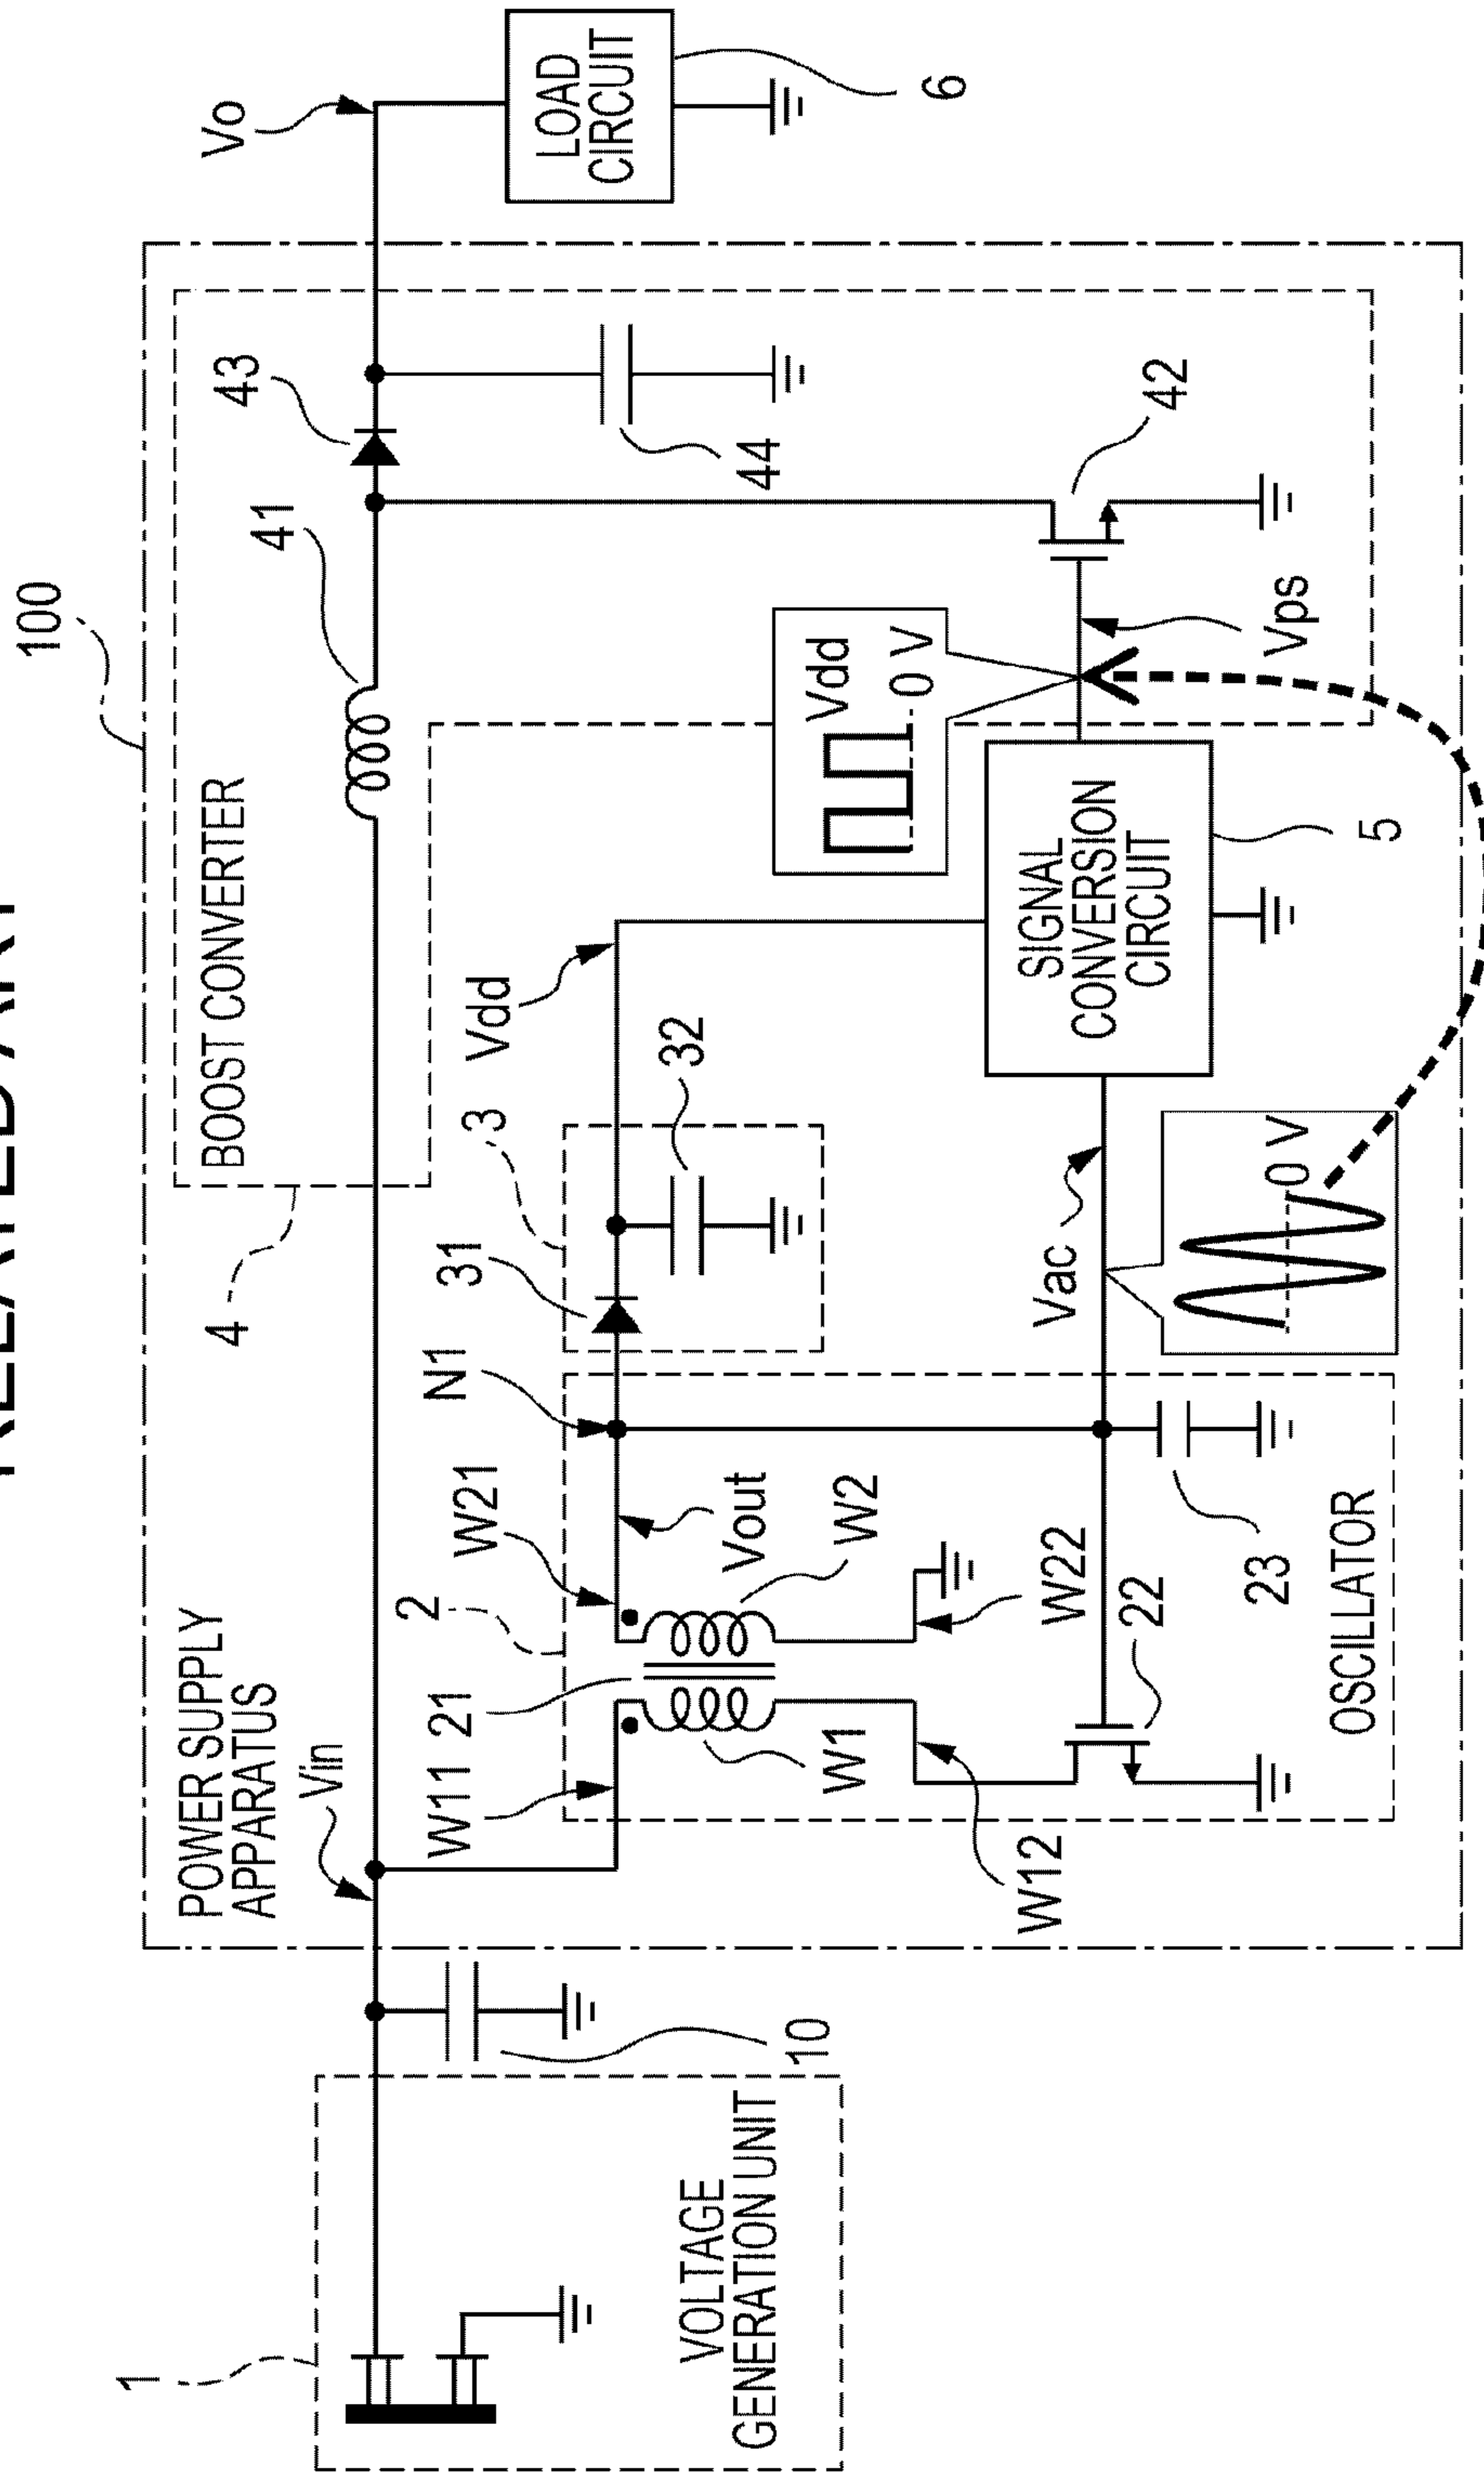 RELATED ART
100
POWER SUPPLY
APPARATUS
Vin
4
BOOST CONVERTER
41
43
Vo
1
VOLTAGE
GENERATION UNIT
10
LOAD
CIRCUIT
6
W11
21
2
W21
N1
31
3
Vdd
32
44
Vout
W1
W2
W12
W22
22
23
OSCILLATOR
Vac
0 V
SIGNAL
CONVERSION
CIRCUIT
5
Vdd
0 V
Vps
42